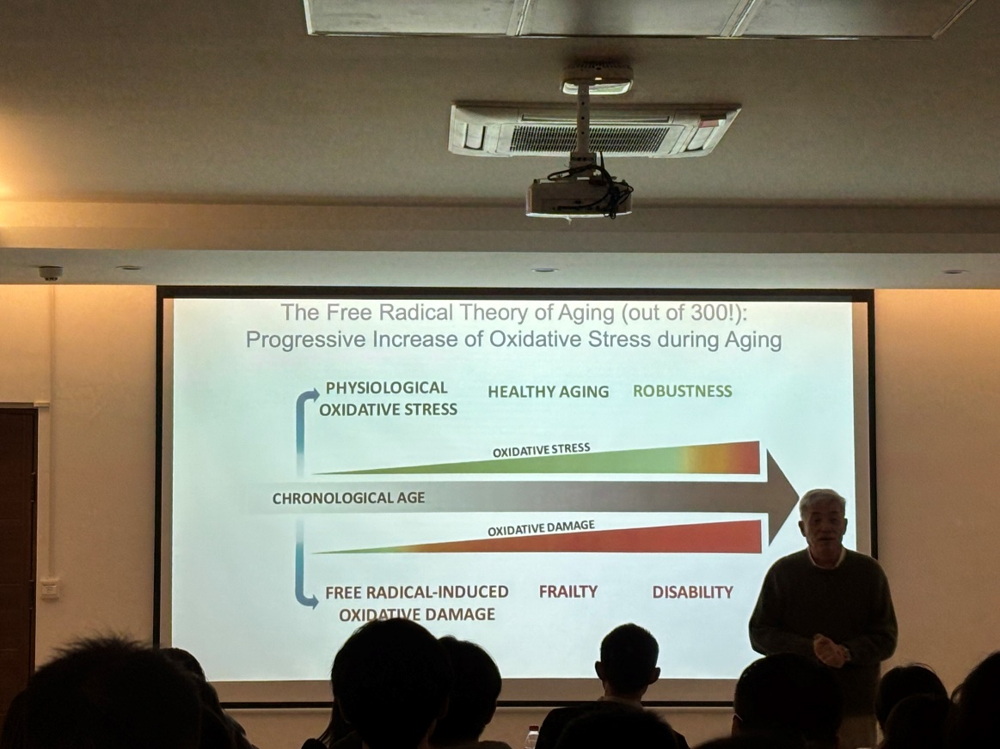 The Free Radical Theory of Aging (out of 300!):
Progressive Increase of Oxidative Stress during Aging
PHYSIOLOGICAL
OXIDATIVE STRESS
HEALTHY AGING
ROBUSTNESS
OXIDATIVE STRESS
CHRONOLOGICAL AGE
OXIDATIVE DAMAGE
FREE RADICAL-INDUCED
OXIDATIVE DAMAGE
FRAILTY
DISABILITY